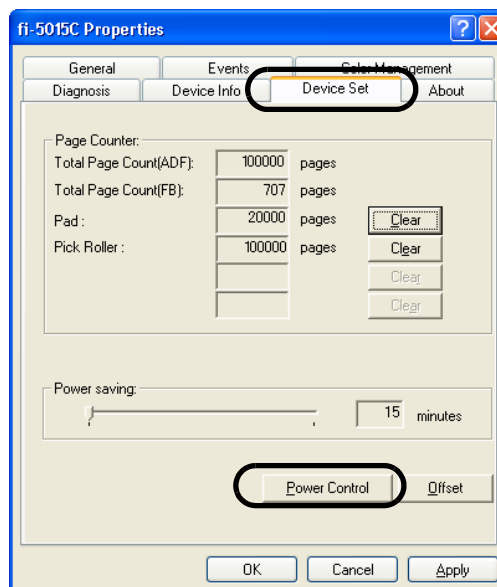 fi-5015C Properties
General Events Color Management
Diagnosis Device Info Device Set About
Page Counter:
Total Page Count(ADF): 100000 pages
Total Page Count(FB): 707 pages
Pad : 20000 pages Clear
Pick Roller : 100000 pages Clear
Clear
Clear
Power saving:
15 minutes
Power Control Offset
OK Cancel Apply